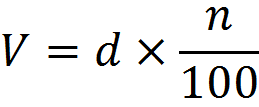 V = d × n/100